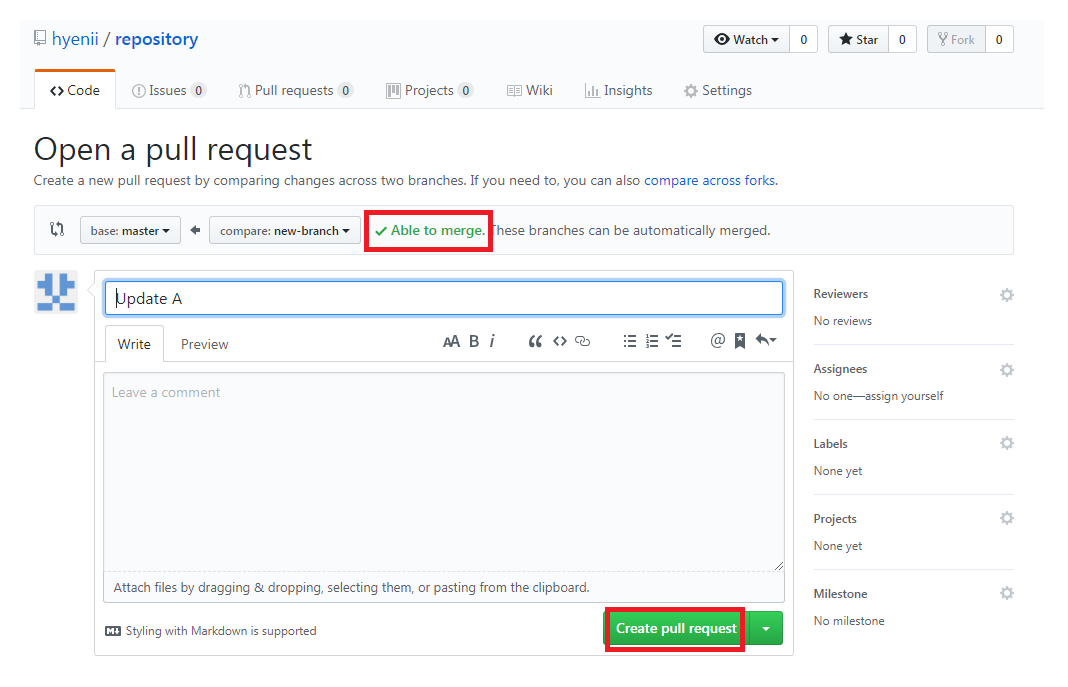 hyenii / repository
Watch 0 Star 0 Fork 0
Code Issues 0 Pull requests 0 Projects 0 Wiki Insights Settings
Open a pull request
Create a new pull request by comparing changes across two branches. If you need to, you can also compare across forks.
base: master compare: new-branch Able to merge. These branches can be automatically merged.
Update A
Write Preview AA B i @
Leave a comment
Attach files by dragging & dropping, selecting them, or pasting from the clipboard.
Styling with Markdown is supported
Create pull request
Reviewers
No reviews
Assignees
No one—assign yourself
Labels
None yet
Projects
None yet
Milestone
No milestone